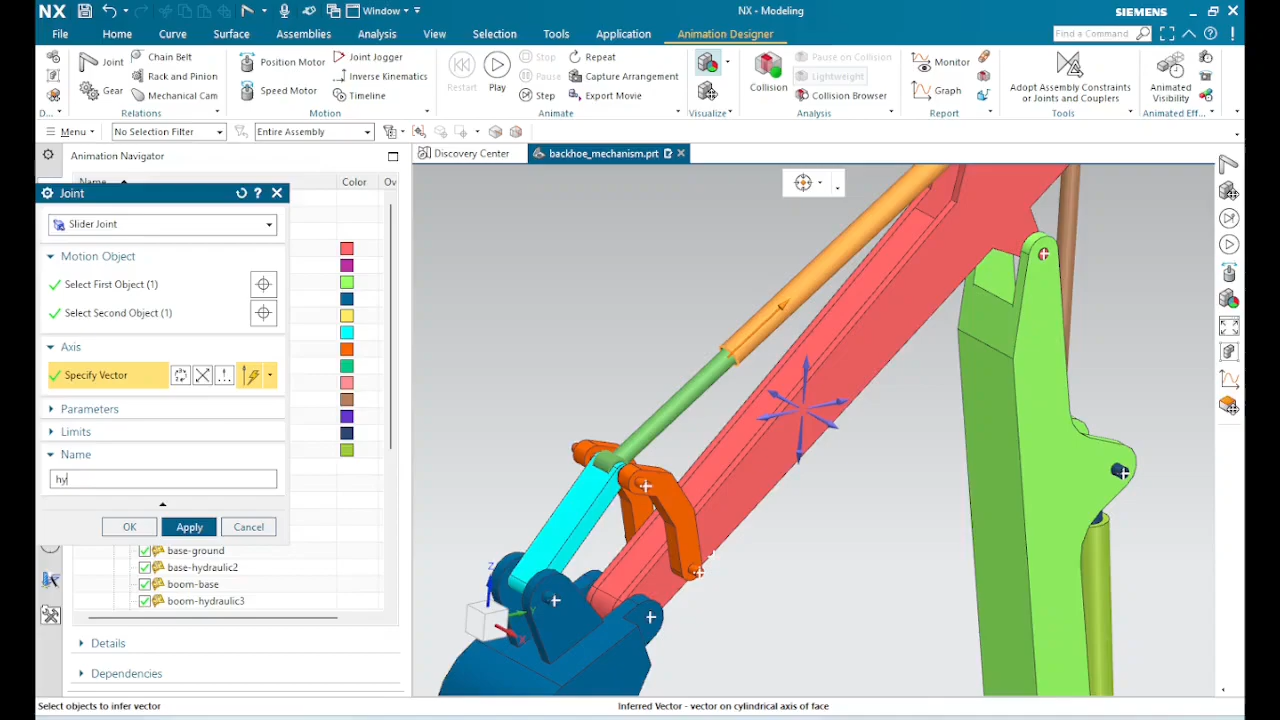 NX
Window
NX - Modeling
SIEMENS
File
Home
Curve
Surface
Assemblies
Analysis
View
Selection
Tools
Application
Animation Designer
Find a Command
Joint
Chain Belt
Rack and Pinion
Gear
Mechanical Cam
Position Motor
Joint Jogger
Inverse Kinematics
Speed Motor
Timeline
Restart
Play
Stop
Pause
Step
Repeat
Capture Arrangement
Export Movie
Collision
Pause on Collision
Lightweight
Collision Browser
Monitor
Graph
Adopt Assembly Constraints
or Joints and Couplers
Animated
Visibility
D...
Relations
Motion
Animate
Visualize
Analysis
Report
Tools
Animated Eff...
Menu
No Selection Filter
Entire Assembly
Animation Navigator
Discovery Center
backhoe_mechanism.prt
Name
Color
Ov
Joint
Slider Joint
Motion Object
Select First Object (1)
Select Second Object (1)
Axis
Specify Vector
Parameters
Limits
Name
hy
OK
Apply
Cancel
base-ground
base-hydraulic2
boom-base
boom-hydraulic3
Details
Dependencies
Z
Y
X
Select objects to infer vector
Inferred Vector - vector on cylindrical axis of face